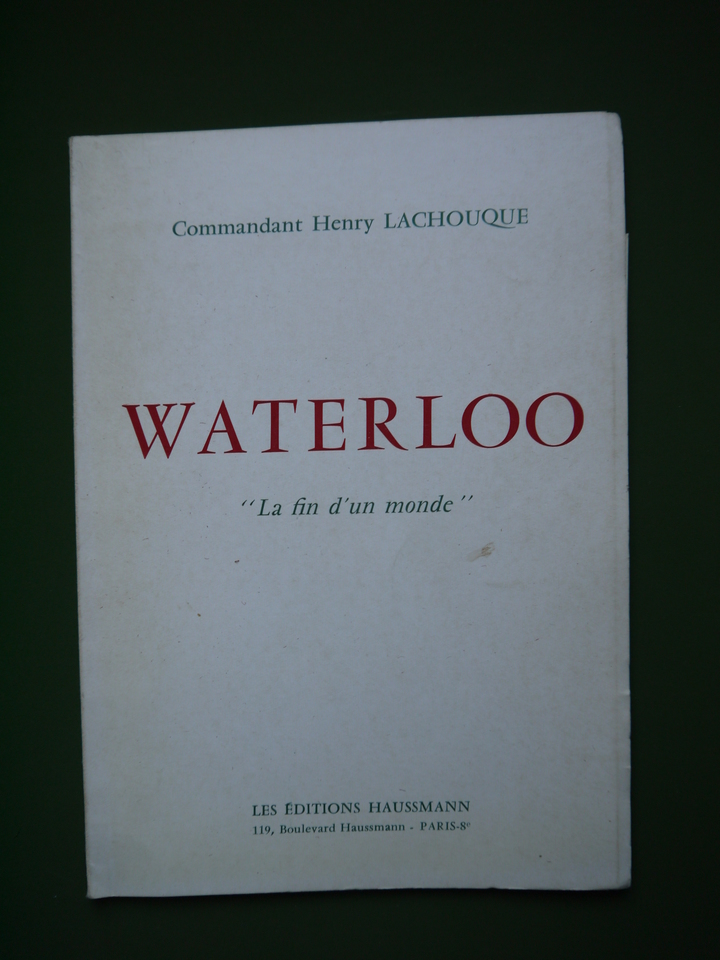 Commandant Henry LACHOUQUE
WATERLOO
"La fin d'un monde"
LES ÉDITIONS HAUSSMANN
119, Boulevard Haussmann - PARIS-8e